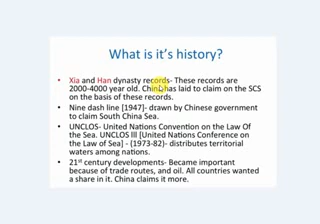 What is it's history?
• Xia and Han dynasty records- These records are
2000-4000 year old. China has laid to claim on the SCS
on the basis of these records.
• Nine dash line [1947]- drawn by Chinese government
to claim South China Sea.
• UNCLOS- United Nations Convention on the Law Of
the Sea. UNCLOS lll [United Nations Conference
on the Law of Sea] - (1973-82)- distributes territorial
waters among nations.
• 21st century developments- Became important
because of trade routes, and oil. All countries wanted
a share in it. China claims it more.